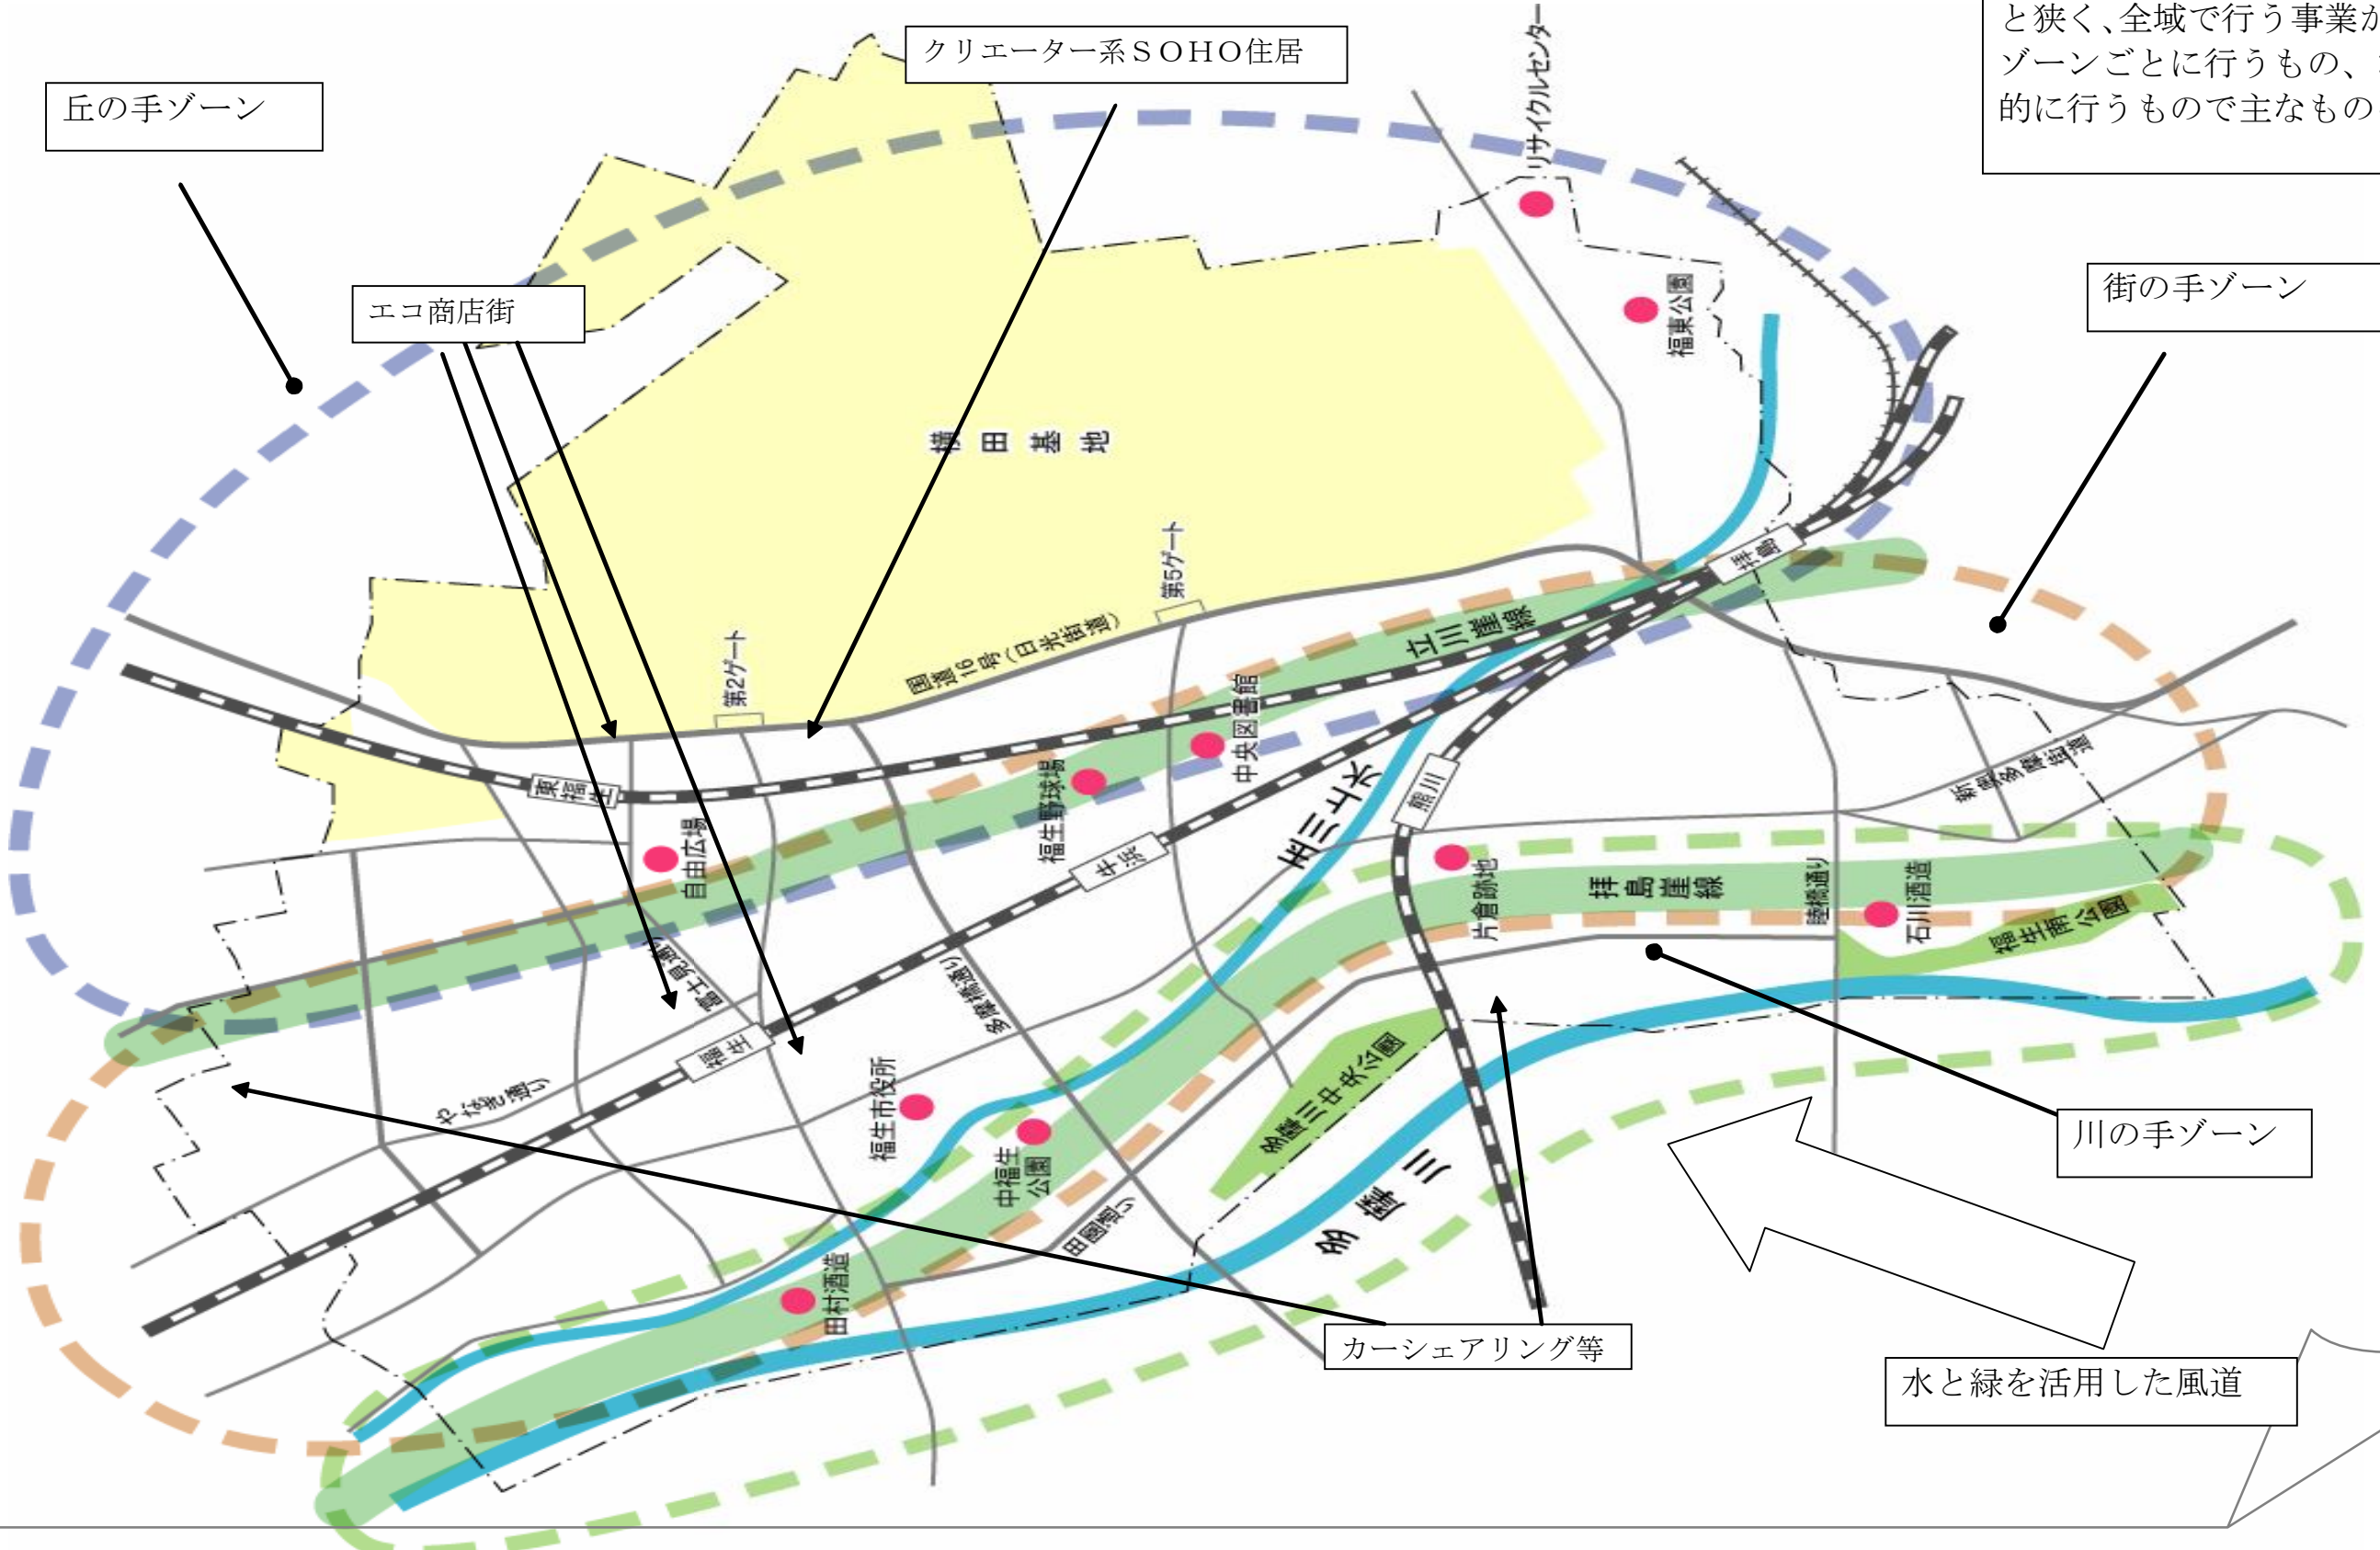 と狭く、全域で行う事業が
ゾーンごとに行うもの、
的に行うもので主なもの
クリエーター系ＳＯＨＯ住居
丘の手ゾーン
リサイクルセンター
エコ商店街
福東公園
街の手ゾーン
横田基地
第5ゲート
拝島
国道16号(日光街道)
立川崖線
第2ゲート
中央図書館
東福生
福生野球場
自由広場
牛浜
玉川上水
熊川
新奥多摩街道
片倉跡地
拝島崖線
睦橋通り
石川酒造
福生南公園
富士見通り
多摩橋通り
福生
やなぎ通り
福生市役所
中福生
公園
多摩川中央公園
川の手ゾーン
田園通り
多摩川
田村酒造
カーシェアリング等
水と緑を活用した風道